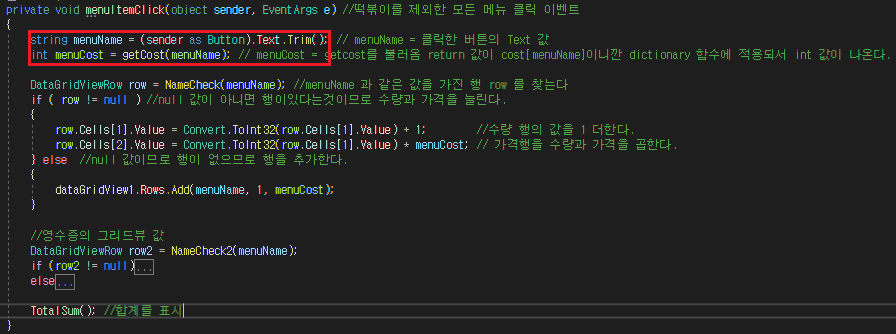 private void menuItemClick(object sender, EventArgs e) //떡볶이를 제외한 모든 메뉴 클릭 이벤트
{
string menuName = (sender as Button).Text.Trim(); // menuName = 클릭한 버튼의 Text 값
int menuCost = getCost(menuName); // menuCost = getcost를 불러옴 return 값이 cost[menuName]이니깐 dictionary 함수에 적용되서 int 값이 나온다.
DataGridViewRow row = NameCheck(menuName); //menuName 과 같은 값을 가진 행 row 를 찾는다
if ( row != null ) //null 값이 아니면 행이있다는것이므로 수량과 가격을 늘린다.
{
row.Cells[1].Value = Convert.ToInt32(row.Cells[1].Value) + 1; //수량 행의 값을 1 더한다.
row.Cells[2].Value = Convert.ToInt32(row.Cells[1].Value) * menuCost; // 가격행을 수량과 가격을 곱한다.
} else //null 값이므로 행이 없으므로 행을 추가한다.
{
dataGridView1.Rows.Add(menuName, 1, menuCost);
}
//영수증의 그리드뷰 값
DataGridViewRow row2 = NameCheck2(menuName);
if (row2 != null)...
else...
TotalSum(); //합계를 표시
}